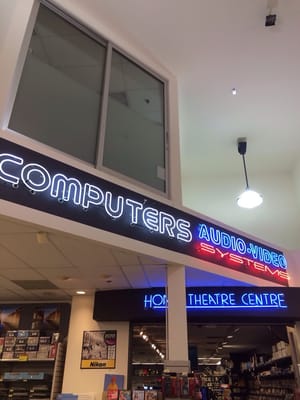 COMPUTERS
AUDIO-VIDEO
SYSTEMS
HOME THEATRE CENTRE
Nikon